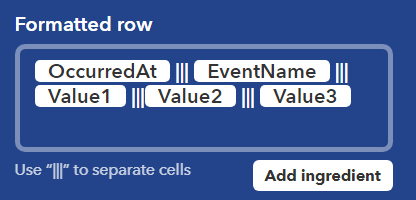 Formatted row
OccurredAt ||| EventName |||
Value1 ||| Value2 ||| Value3
Use "|||" to separate cells
Add ingredient